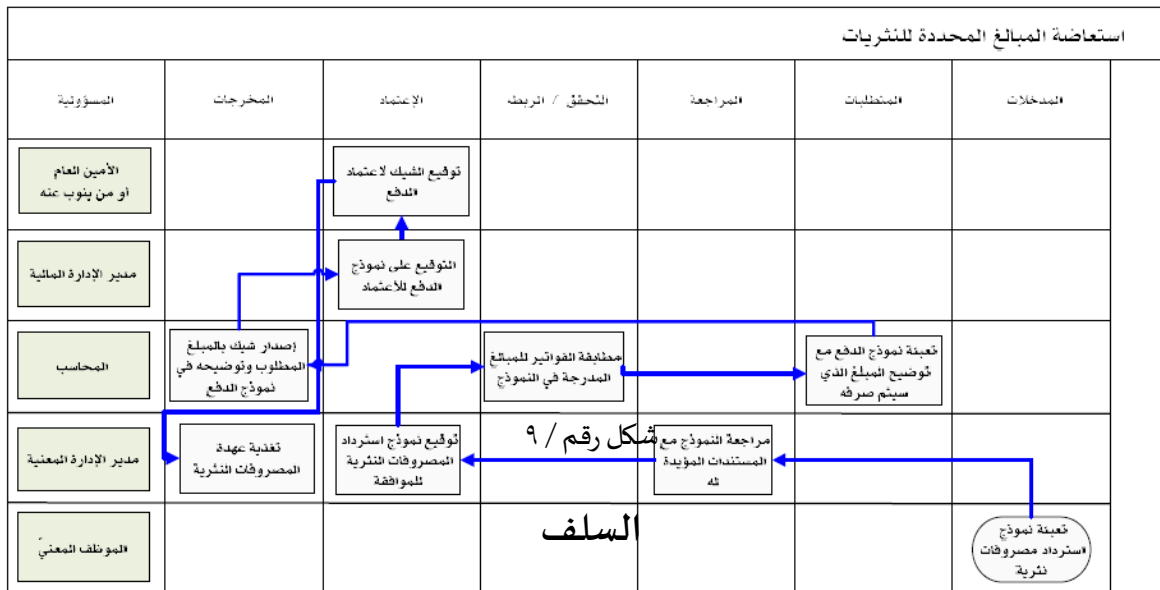 استعاضة المبالغ المحددة للنثريات
المدخلات
المتطلبات
المراجعة
التحقق / الربط
الإعتماد
المخرجات
المسؤولية
توقيع الشيك لاعتماد
الدفع
الأمين العام
أو من ينوب عنه
التوقيع على نموذج
الدفع للأعتماد
مدير الإدارة المالية
تعبئة نموذج الدفع مع
توضيح المبلغ الذي
سيتم صرفه
مطابقة الفواتير للمبالغ
المدرجة في النموذج
إصدار شيك بالمبلغ
المطلوب وتوضيحه في
نموذج الدفع
المحاسب
مراجعة النموذج مع
المستندات المؤيدة
له
شكل رقم / ٩
توقيع نموذج استرداد
المصروفات النثرية
للموافقة
تغذية عهدة
المصروفات النثرية
مدير الإدارة المعنية
تعبئة نموذج
استرداد مصروفات
نثرية
السلف
الموظف المعنيّ